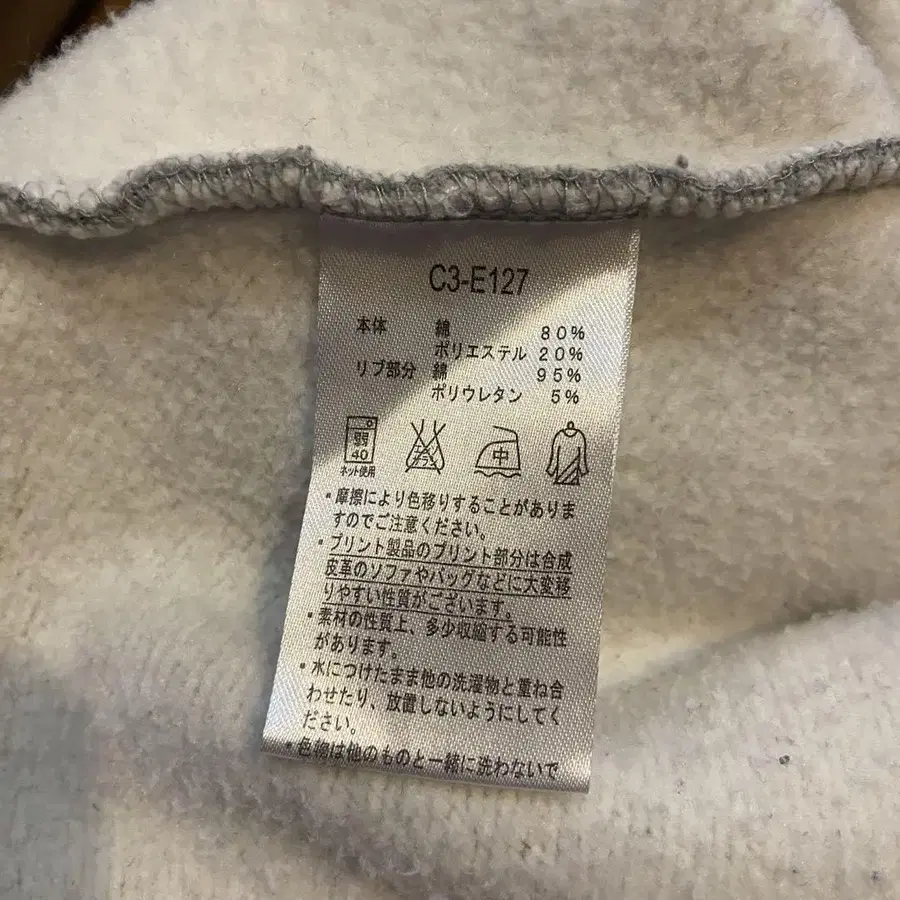 C3-E127
本体 綿 80%
ポリエステル 20%
リブ部分 綿 95%
ポリウレタン 5%
弱
40
ネット使用
エンソ
サラシ
中
・摩擦により色移りすることがありま
すのでご注意ください。
・プリント製品のプリント部分は合成
皮革のソファやバッグなどに大変移
りやすい性質がございます。
・素材の性質上、多少収縮する可能性
があります。
・水につけたまま他の洗濯物と重ね合
わせたり、放置しないようにしてく
ださい。
・色物は他のものと一緒に洗わないで